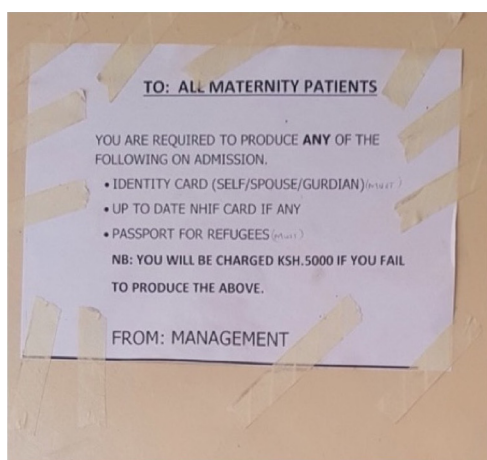 TO: ALL MATERNITY PATIENTS
YOU ARE REQUIRED TO PRODUCE ANY OF THE
FOLLOWING ON ADMISSION.
• IDENTITY CARD (SELF/SPOUSE/GURDIAN) (MUST)
• UP TO DATE NHIF CARD IF ANY
• PASSPORT FOR REFUGEES (MUST)
NB: YOU WILL BE CHARGED KSH.5000 IF YOU FAIL
TO PRODUCE THE ABOVE.
FROM: MANAGEMENT